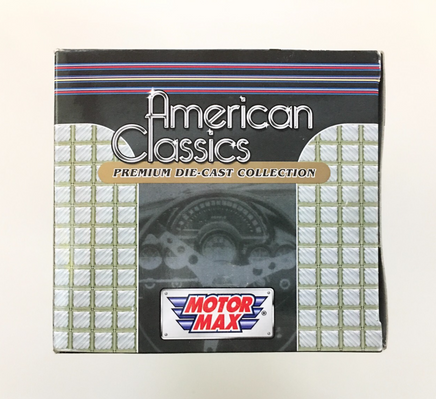 American
Classics
PREMIUM DIE-CAST COLLECTION
MOTOR
MAX®